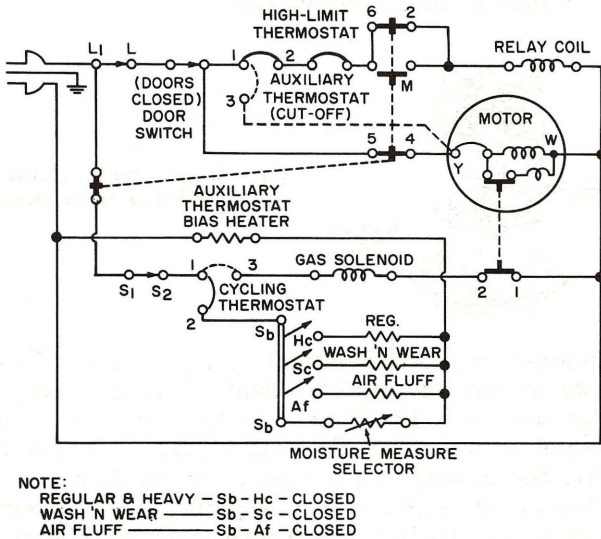 HIGH-LIMIT
THERMOSTAT
6 2
L1 L 1 2
RELAY COIL
(DOORS
CLOSED)
DOOR
SWITCH
AUXILIARY
THERMOSTAT
(CUT-OFF)
M
3
MOTOR
5 4
Y W
AUXILIARY
THERMOSTAT
BIAS HEATER
S1 S2 1 3
GAS SOLENOID
2 1
CYCLING
THERMOSTAT
2
Sb
Hc REG.
WASH 'N WEAR
Sc
AIR FLUFF
Af
Sb
MOISTURE MEASURE
SELECTOR
NOTE:
REGULAR & HEAVY – Sb – Hc – CLOSED
WASH 'N WEAR — Sb – Sc – CLOSED
AIR FLUFF — Sb – Af – CLOSED